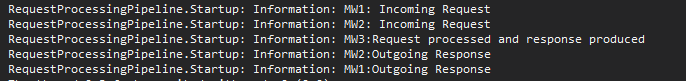 RequestProcessingPipeline.Startup: Information: MW1: Incoming Request
RequestProcessingPipeline.Startup: Information: MW2: Incoming Request
RequestProcessingPipeline.Startup: Information: MW3:Request processed and response produced
RequestProcessingPipeline.Startup: Information: MW2:Outgoing Response
RequestProcessingPipeline.Startup: Information: MW1:Outgoing Response